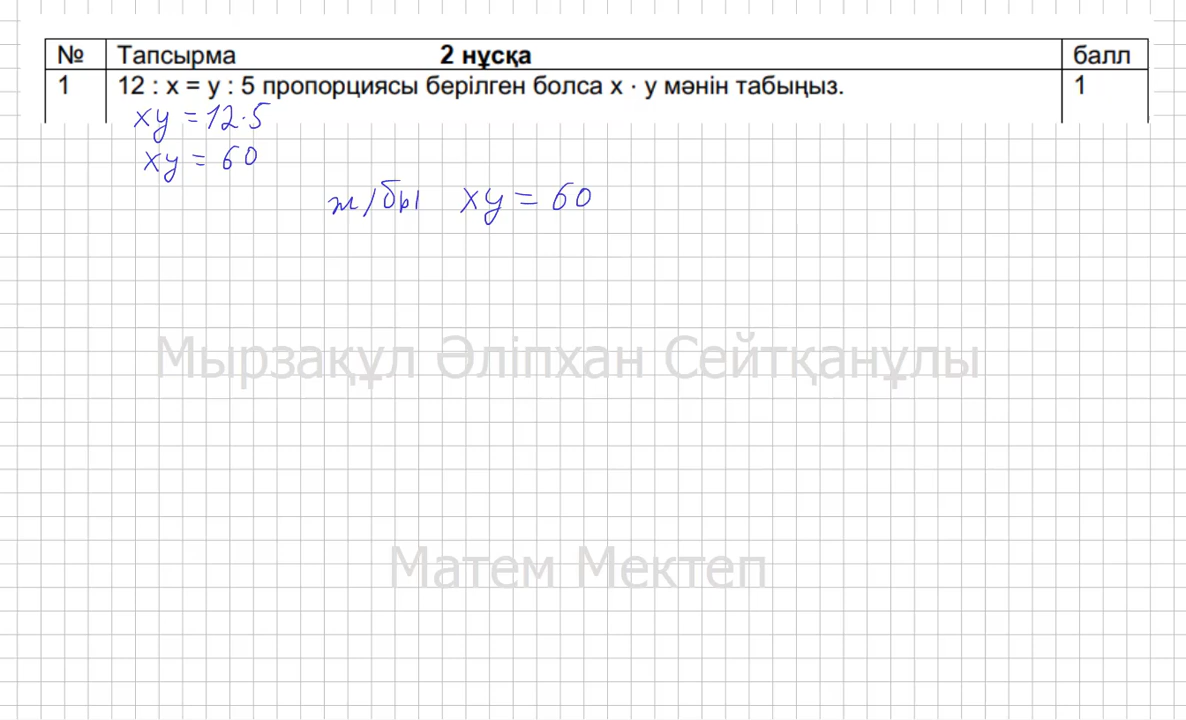 № Тапсырма 2 нұсқа балл
1 12 : x = y : 5 пропорциясы берілген болса x · y мәнін табыңыз. 1
xy = 12·5
xy = 60
ж/бы xy = 60
Мырзақұл Әліпхан Сейтқанұлы
Матем Мектеп